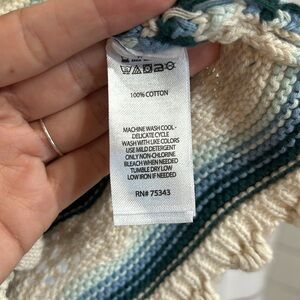 100% COTTON
MACHINE WASH COOL -
DELICATE CYCLE
WASH WITH LIKE COLORS
USE MILD DETERGENT
ONLY NON-CHLORINE
BLEACH WHEN NEEDED
TUMBLE DRY LOW
LOW IRON IF NEEDED
RN# 75343